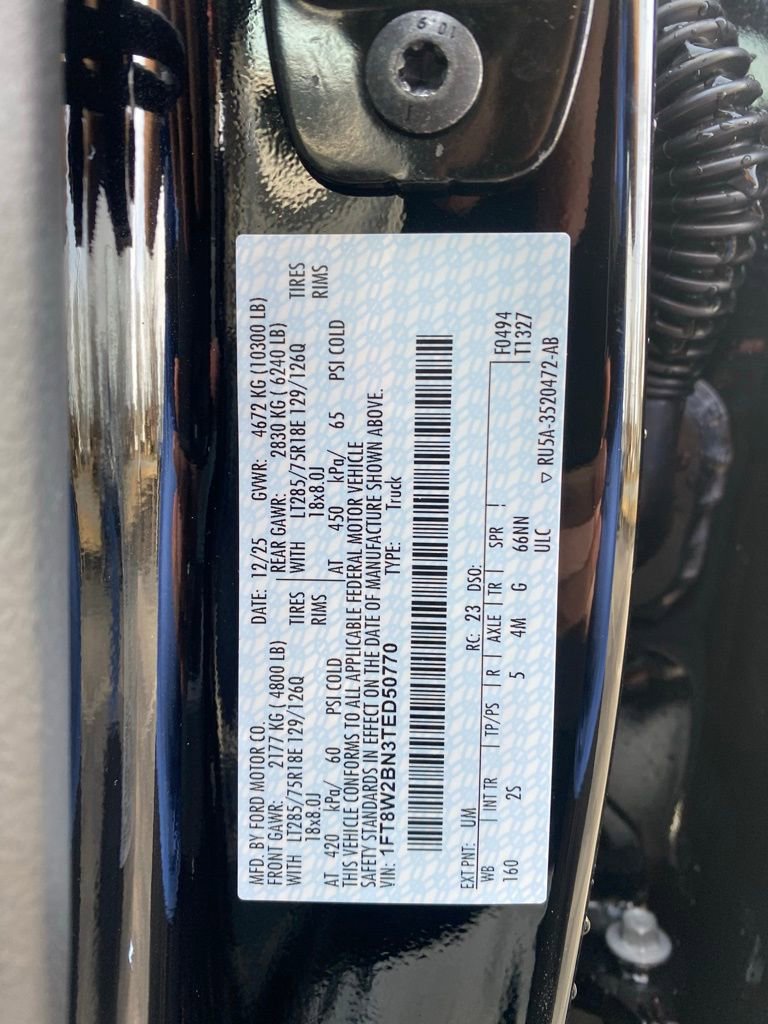 10.9
MFD. BY FORD MOTOR CO. DATE: 12/25 GVWR: 4672 KG (10300 LB)
FRONT GAWR: 2177 KG ( 4800 LB) REAR GAWR: 2830 KG ( 6240 LB)
WITH LT285/75R18E 129/126Q TIRES WITH LT285/75R18E 129/126Q TIRES
18x8.0J RIMS 18x8.0J RIMS
AT 420 kPa/ 60 PSI COLD AT 450 kPa/ 65 PSI COLD
THIS VEHICLE CONFORMS TO ALL APPLICABLE FEDERAL MOTOR VEHICLE
SAFETY STANDARDS IN EFFECT ON THE DATE OF MANUFACTURE SHOWN ABOVE.
VIN: 1FT8W2BN3TED50770 TYPE: Truck
EXT PNT: UM RC: 23 DSO:
WB INT TR TP/PS R AXLE TR SPR F0494
160 2S 5 4M G 66NN TT327
ULC ▽ RU5A-3520472-AB